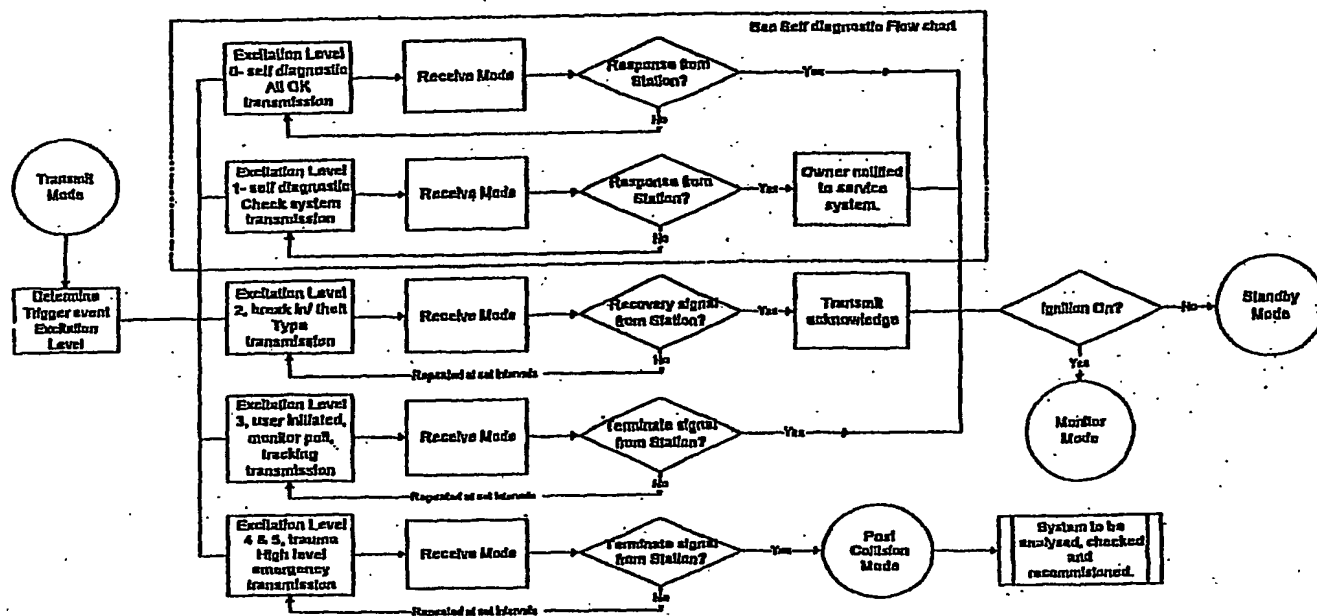 See Self diagnostic Flow chart
Transmit
Mode
Determine
Trigger event
Excitation
Level
Excitation Level
0- self diagnostic
All OK
transmission
Receive Mode
Response from
Station?
Yes
No
Excitation Level
1- self diagnostic
Check system
transmission
Receive Mode
Response from
Station?
Yes
No
Owner notified
to service
system.
Excitation Level
2, break in/ theft
Type
transmission
Receive Mode
Recovery signal
from Station?
Yes
No
Repeated at set intervals
Transmit
acknowledge
Ignition On?
No
Yes
Standby
Mode
Monitor
Mode
Excitation Level
3, user initiated,
monitor poll,
tracking
transmission
Receive Mode
Terminate signal
from Station?
Yes
No
Repeated at set intervals
Excitation Level
4 & 5, trauma
High level
emergency
transmission
Receive Mode
Terminate signal
from Station?
Yes
No
Repeated at set intervals
Post
Collision
Mode
System to be
analysed, checked
and
recommisioned.